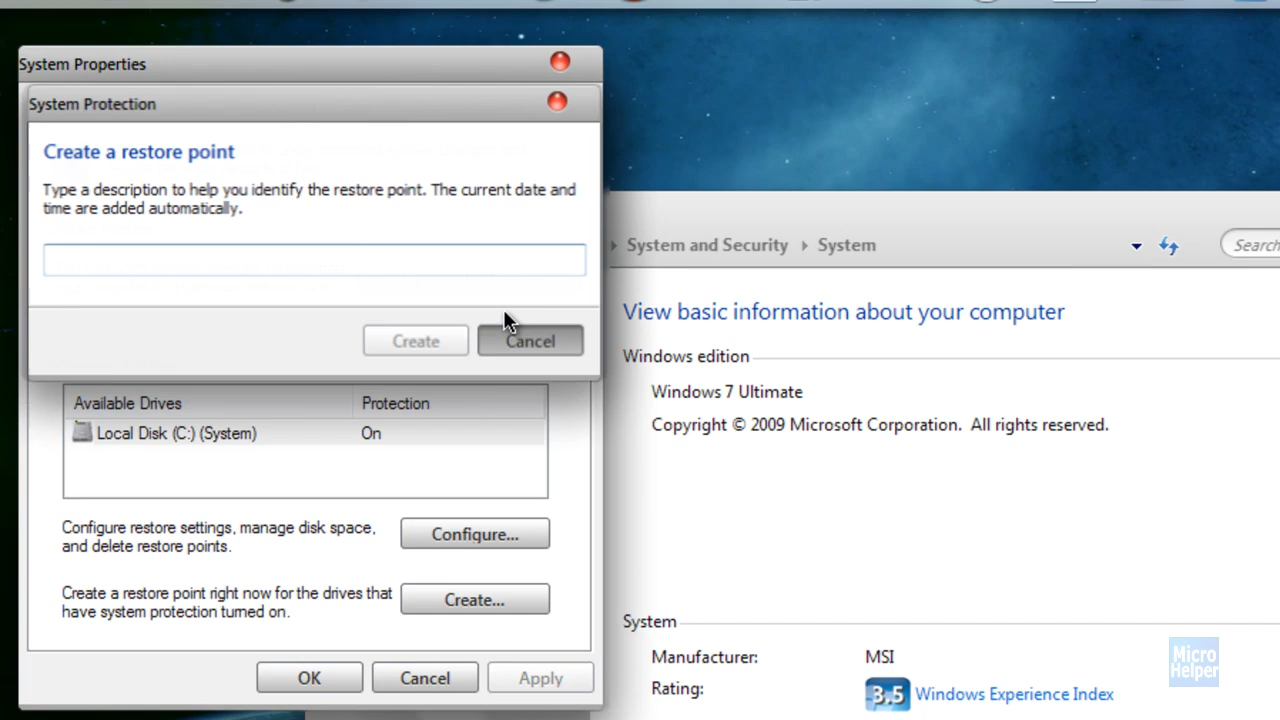 System Properties
System Protection
Create a restore point
Type a description to help you identify the restore point. The current date and
time are added automatically.
Create
Cancel
Available Drives Protection
Local Disk (C:) (System) On
Configure restore settings, manage disk space,
and delete restore points.
Configure...
Create a restore point right now for the drives that
have system protection turned on.
Create...
OK
Cancel
Apply
System and Security
System
Search
View basic information about your computer
Windows edition
Windows 7 Ultimate
Copyright © 2009 Microsoft Corporation. All rights reserved.
System
Manufacturer: MSI
Rating: 3.5 Windows Experience Index
Micro
Helper